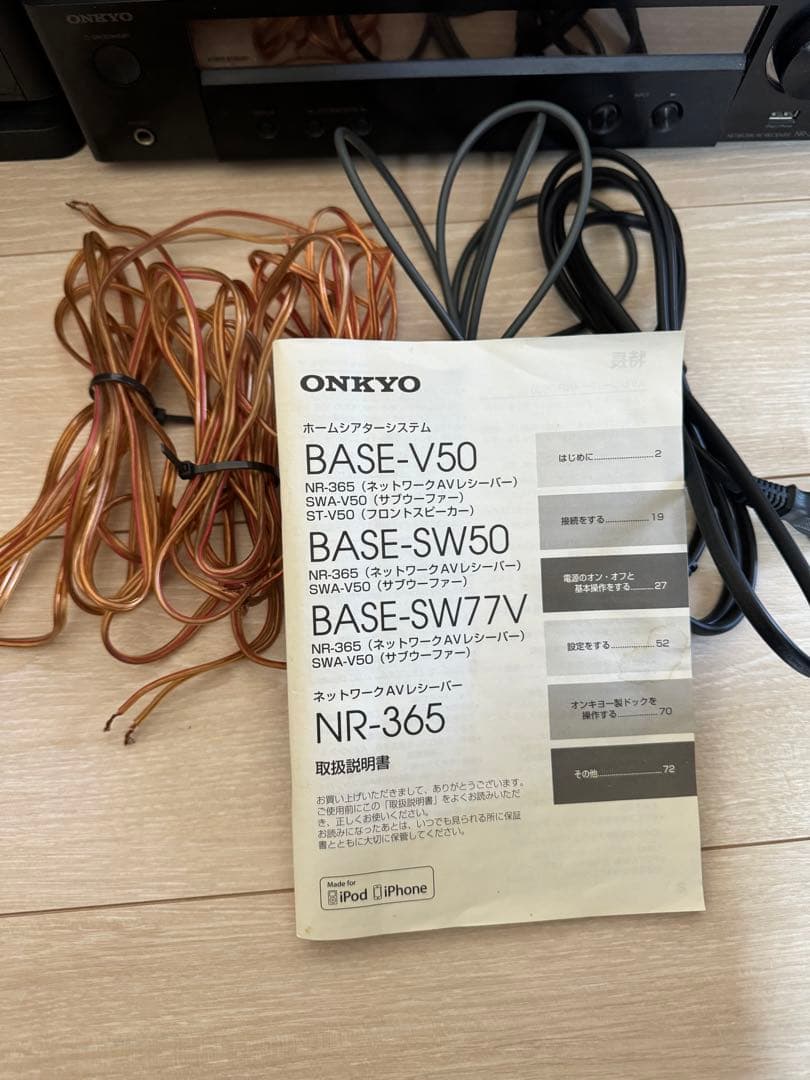 ONKYO
ONKYO
ホームシアターシステム
BASE-V50
NR-365（ネットワークAVレシーバー）
SWA-V50（サブウーファー）
ST-V50（フロントスピーカー）
BASE-SW50
NR-365（ネットワークAVレシーバー）
SWA-V50（サブウーファー）
BASE-SW77V
NR-365（ネットワークAVレシーバー）
SWA-V50（サブウーファー）
ネットワークAVレシーバー
NR-365
取扱説明書
お買い上げいただきまして、ありがとうございます。
ご使用前にこの「取扱説明書」をよくお読みいただ
き、正しくお使いください。
お読みになったあとは、いつでも見られる所に保証
書とともに大切に保管してください。
Made for
iPod iPhone
はじめに..........................2
接続をする....................19
電源のオン・オフと
基本操作をする..........27
設定をする....................52
オンキヨー製ドックを
操作する..................70
その他............................72